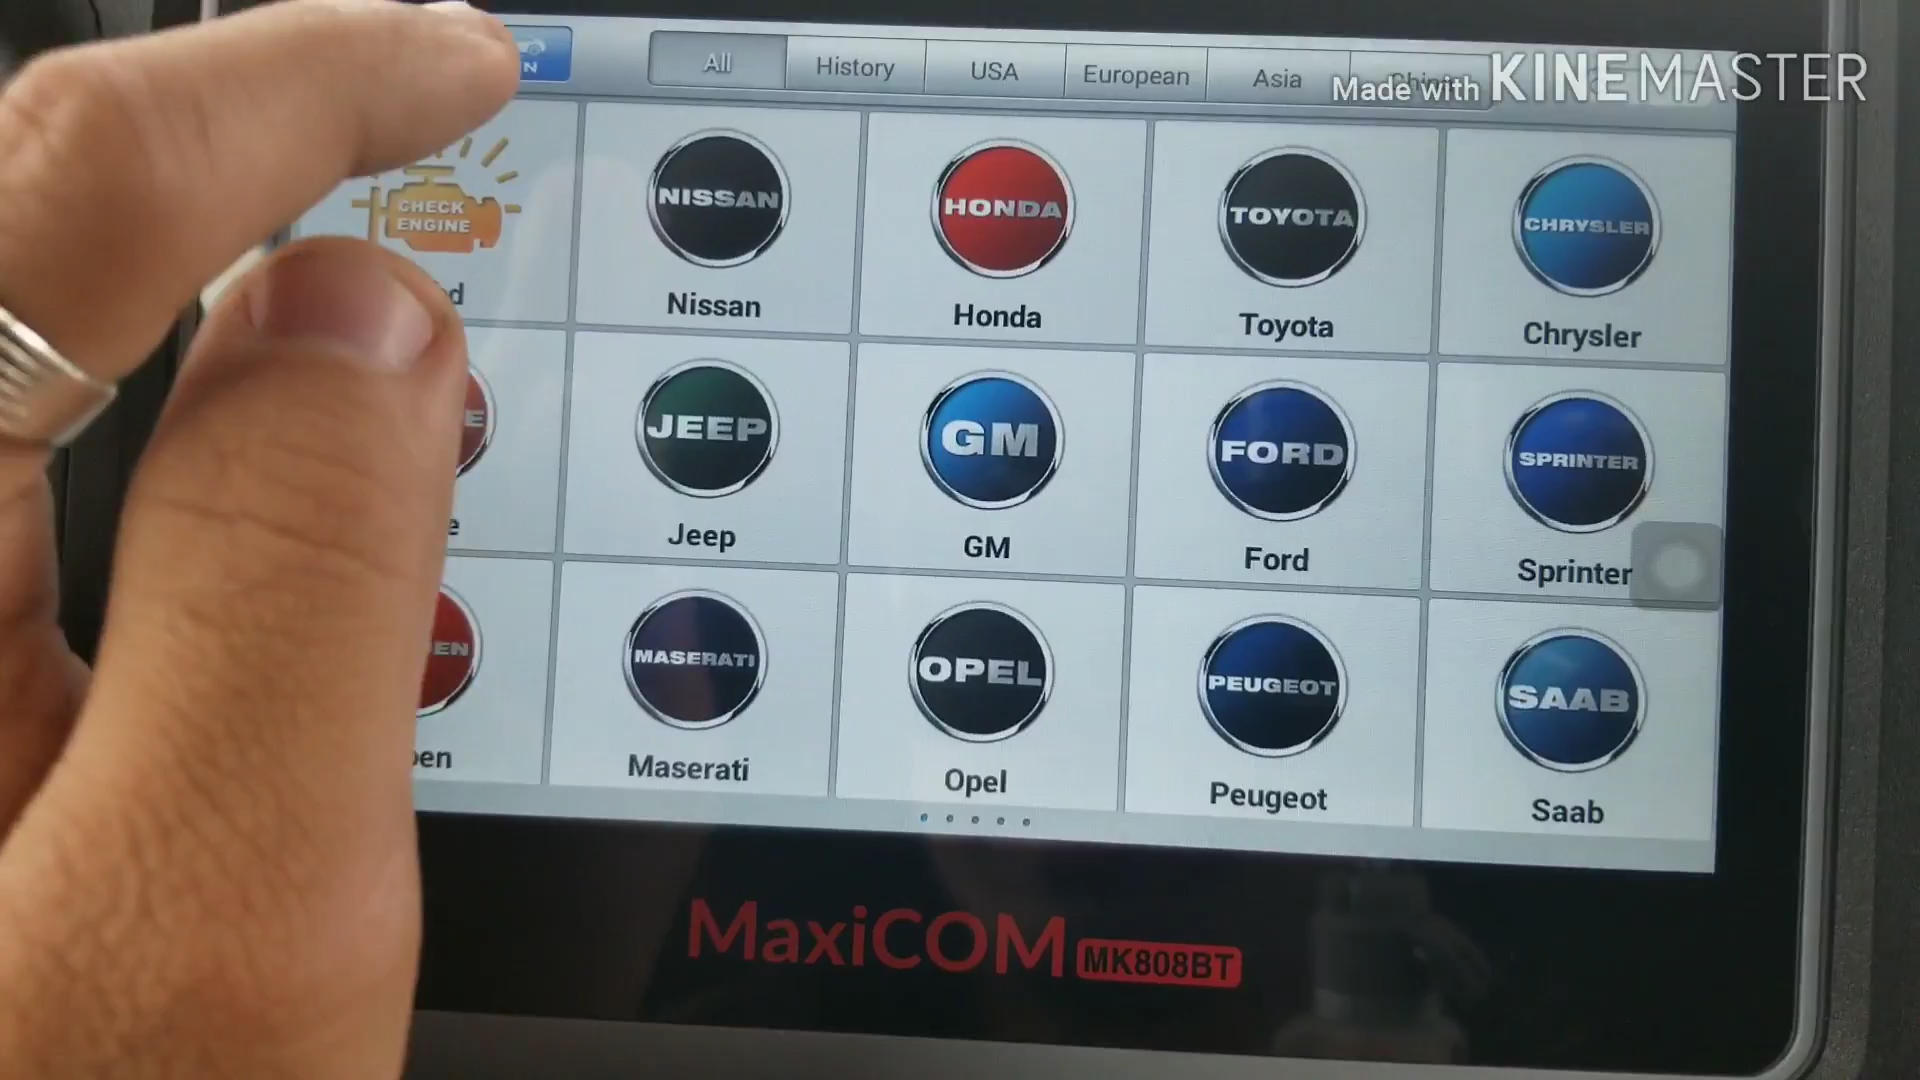 All History USA European Asia
Made with KINEMASTER
CHECK
ENGINE
NISSAN HONDA TOYOTA CHRYSLER
Nissan Honda Toyota Chrysler
JEEP GM FORD SPRINTER
Jeep GM Ford Sprinter
MASERATI OPEL PEUGEOT SAAB
Maserati Opel Peugeot Saab
MaxiCOM MK808BT